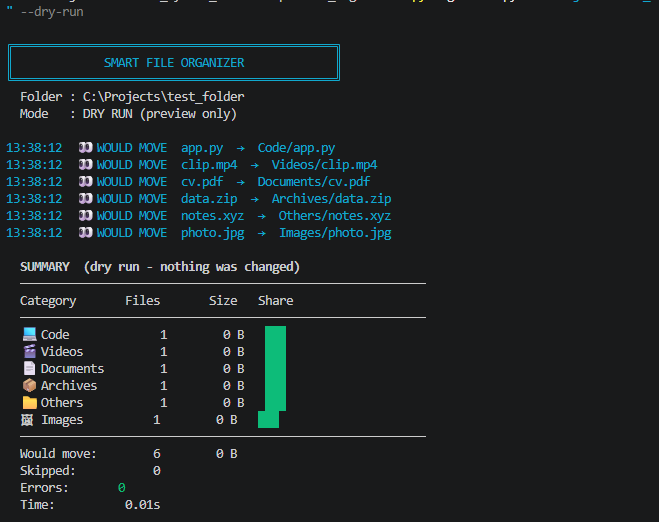 " --dry-run
SMART FILE ORGANIZER
Folder : C:\Projects\test_folder
Mode   : DRY RUN (preview only)
13:38:12  👀 WOULD MOVE  app.py  →  Code/app.py
13:38:12  👀 WOULD MOVE  clip.mp4  →  Videos/clip.mp4
13:38:12  👀 WOULD MOVE  cv.pdf  →  Documents/cv.pdf
13:38:12  👀 WOULD MOVE  data.zip  →  Archives/data.zip
13:38:12  👀 WOULD MOVE  notes.xyz  →  Others/notes.xyz
13:38:12  👀 WOULD MOVE  photo.jpg  →  Images/photo.jpg
SUMMARY  (dry run - nothing was changed)
Category       Files       Size   Share
💻 Code             1        0 B
🎬 Videos           1        0 B
📄 Documents        1        0 B
📦 Archives         1        0 B
📁 Others           1        0 B
🖼 Images          1        0 B
Would move:        6        0 B
Skipped:           0
Errors:       0
Time:          0.01s